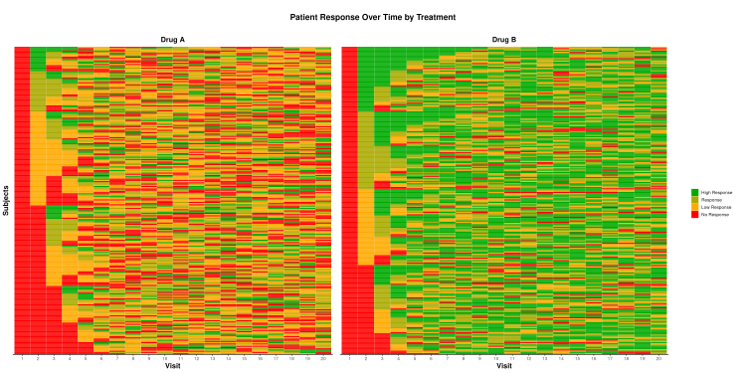 Patient Response Over Time by Treatment
Drug A
Drug B
Subjects
1 2 3 4 5 6 7 8 9 10 11 12 13 14 15 16 17 18 19 20
1 2 3 4 5 6 7 8 9 10 11 12 13 14 15 16 17 18 19 20
Visit
Visit
High Response
Response
Low Response
No Response